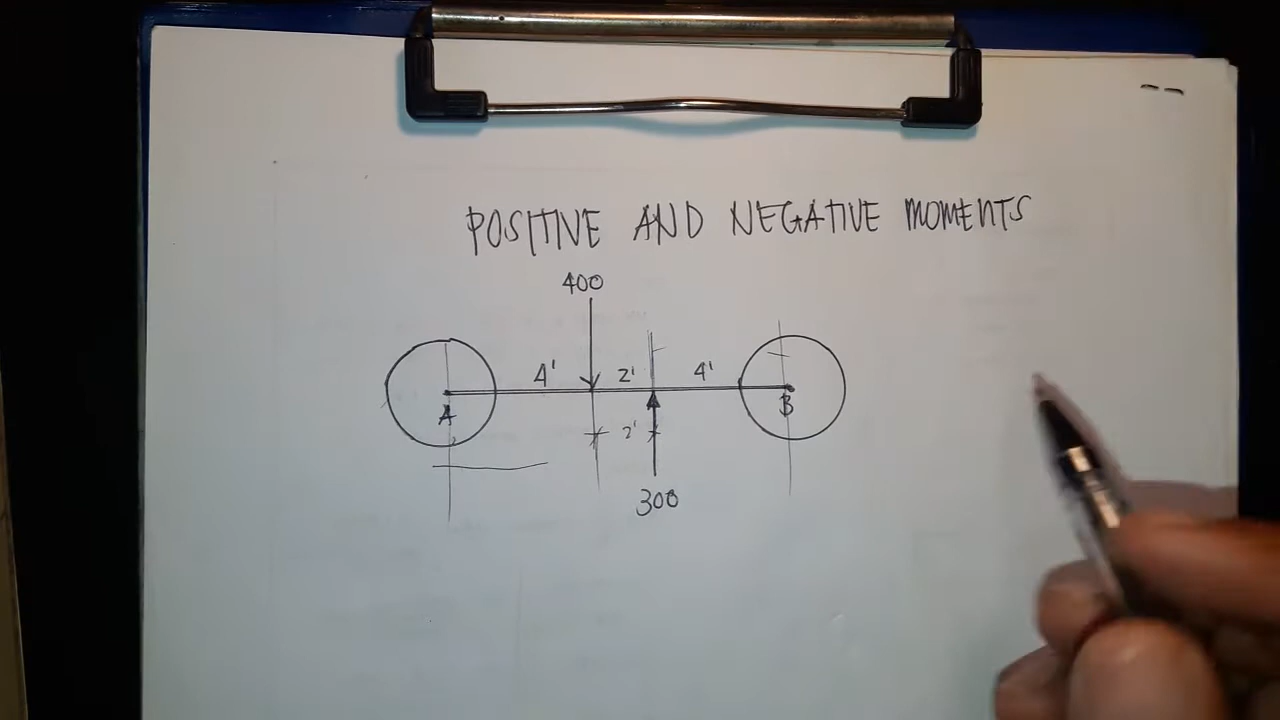 POSITIVE AND NEGATIVE MOMENTS
400
4' 2' 4'
A B
2'
300